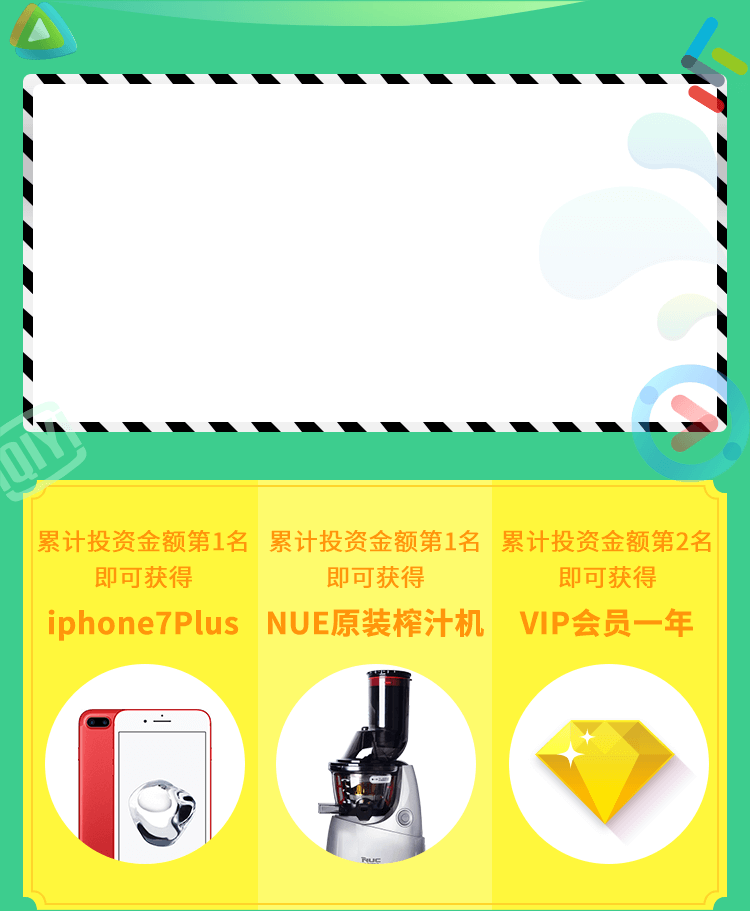 QIYI
累计投资金额第1名
即可获得
iphone7Plus
累计投资金额第1名
即可获得
NUE原装榨汁机
累计投资金额第2名
即可获得
VIP会员一年
NUC